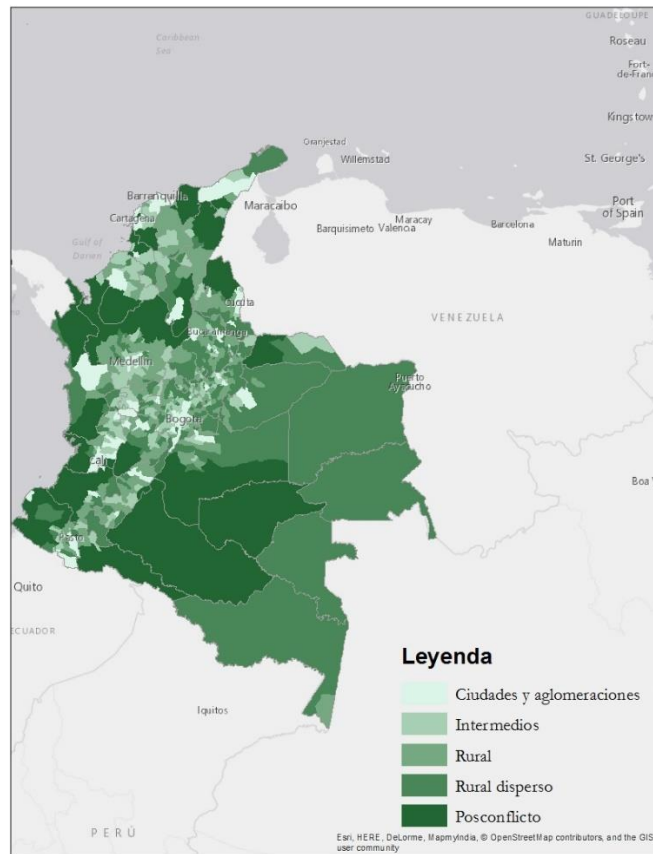 GUADELOUPE
Caribbean
Sea
Roseau
Fort-
de-Franc
Kingstow
Oranjestad
Willemstad
St. George's
Barranquilla
Maracaibo
Cartagena
Port
of Spain
Maracay
Barquisimeto
Valencia
Barcelona
Maturin
Gulf of
Darien
Cúcuta
VENEZUELA
Bucaramanga
Medellín
Puerto
Ayacucho
Bogotá
Cali
Boa V
Pasto
Quito
ECUADOR
Leyenda
Ciudades y aglomeraciones
Iquitos
Intermedios
Rural
Rural disperso
PERÚ
Posconflicto
Esri, HERE, DeLorme, MapmyIndia, © OpenStreetMap contributors, and the GIS
user community